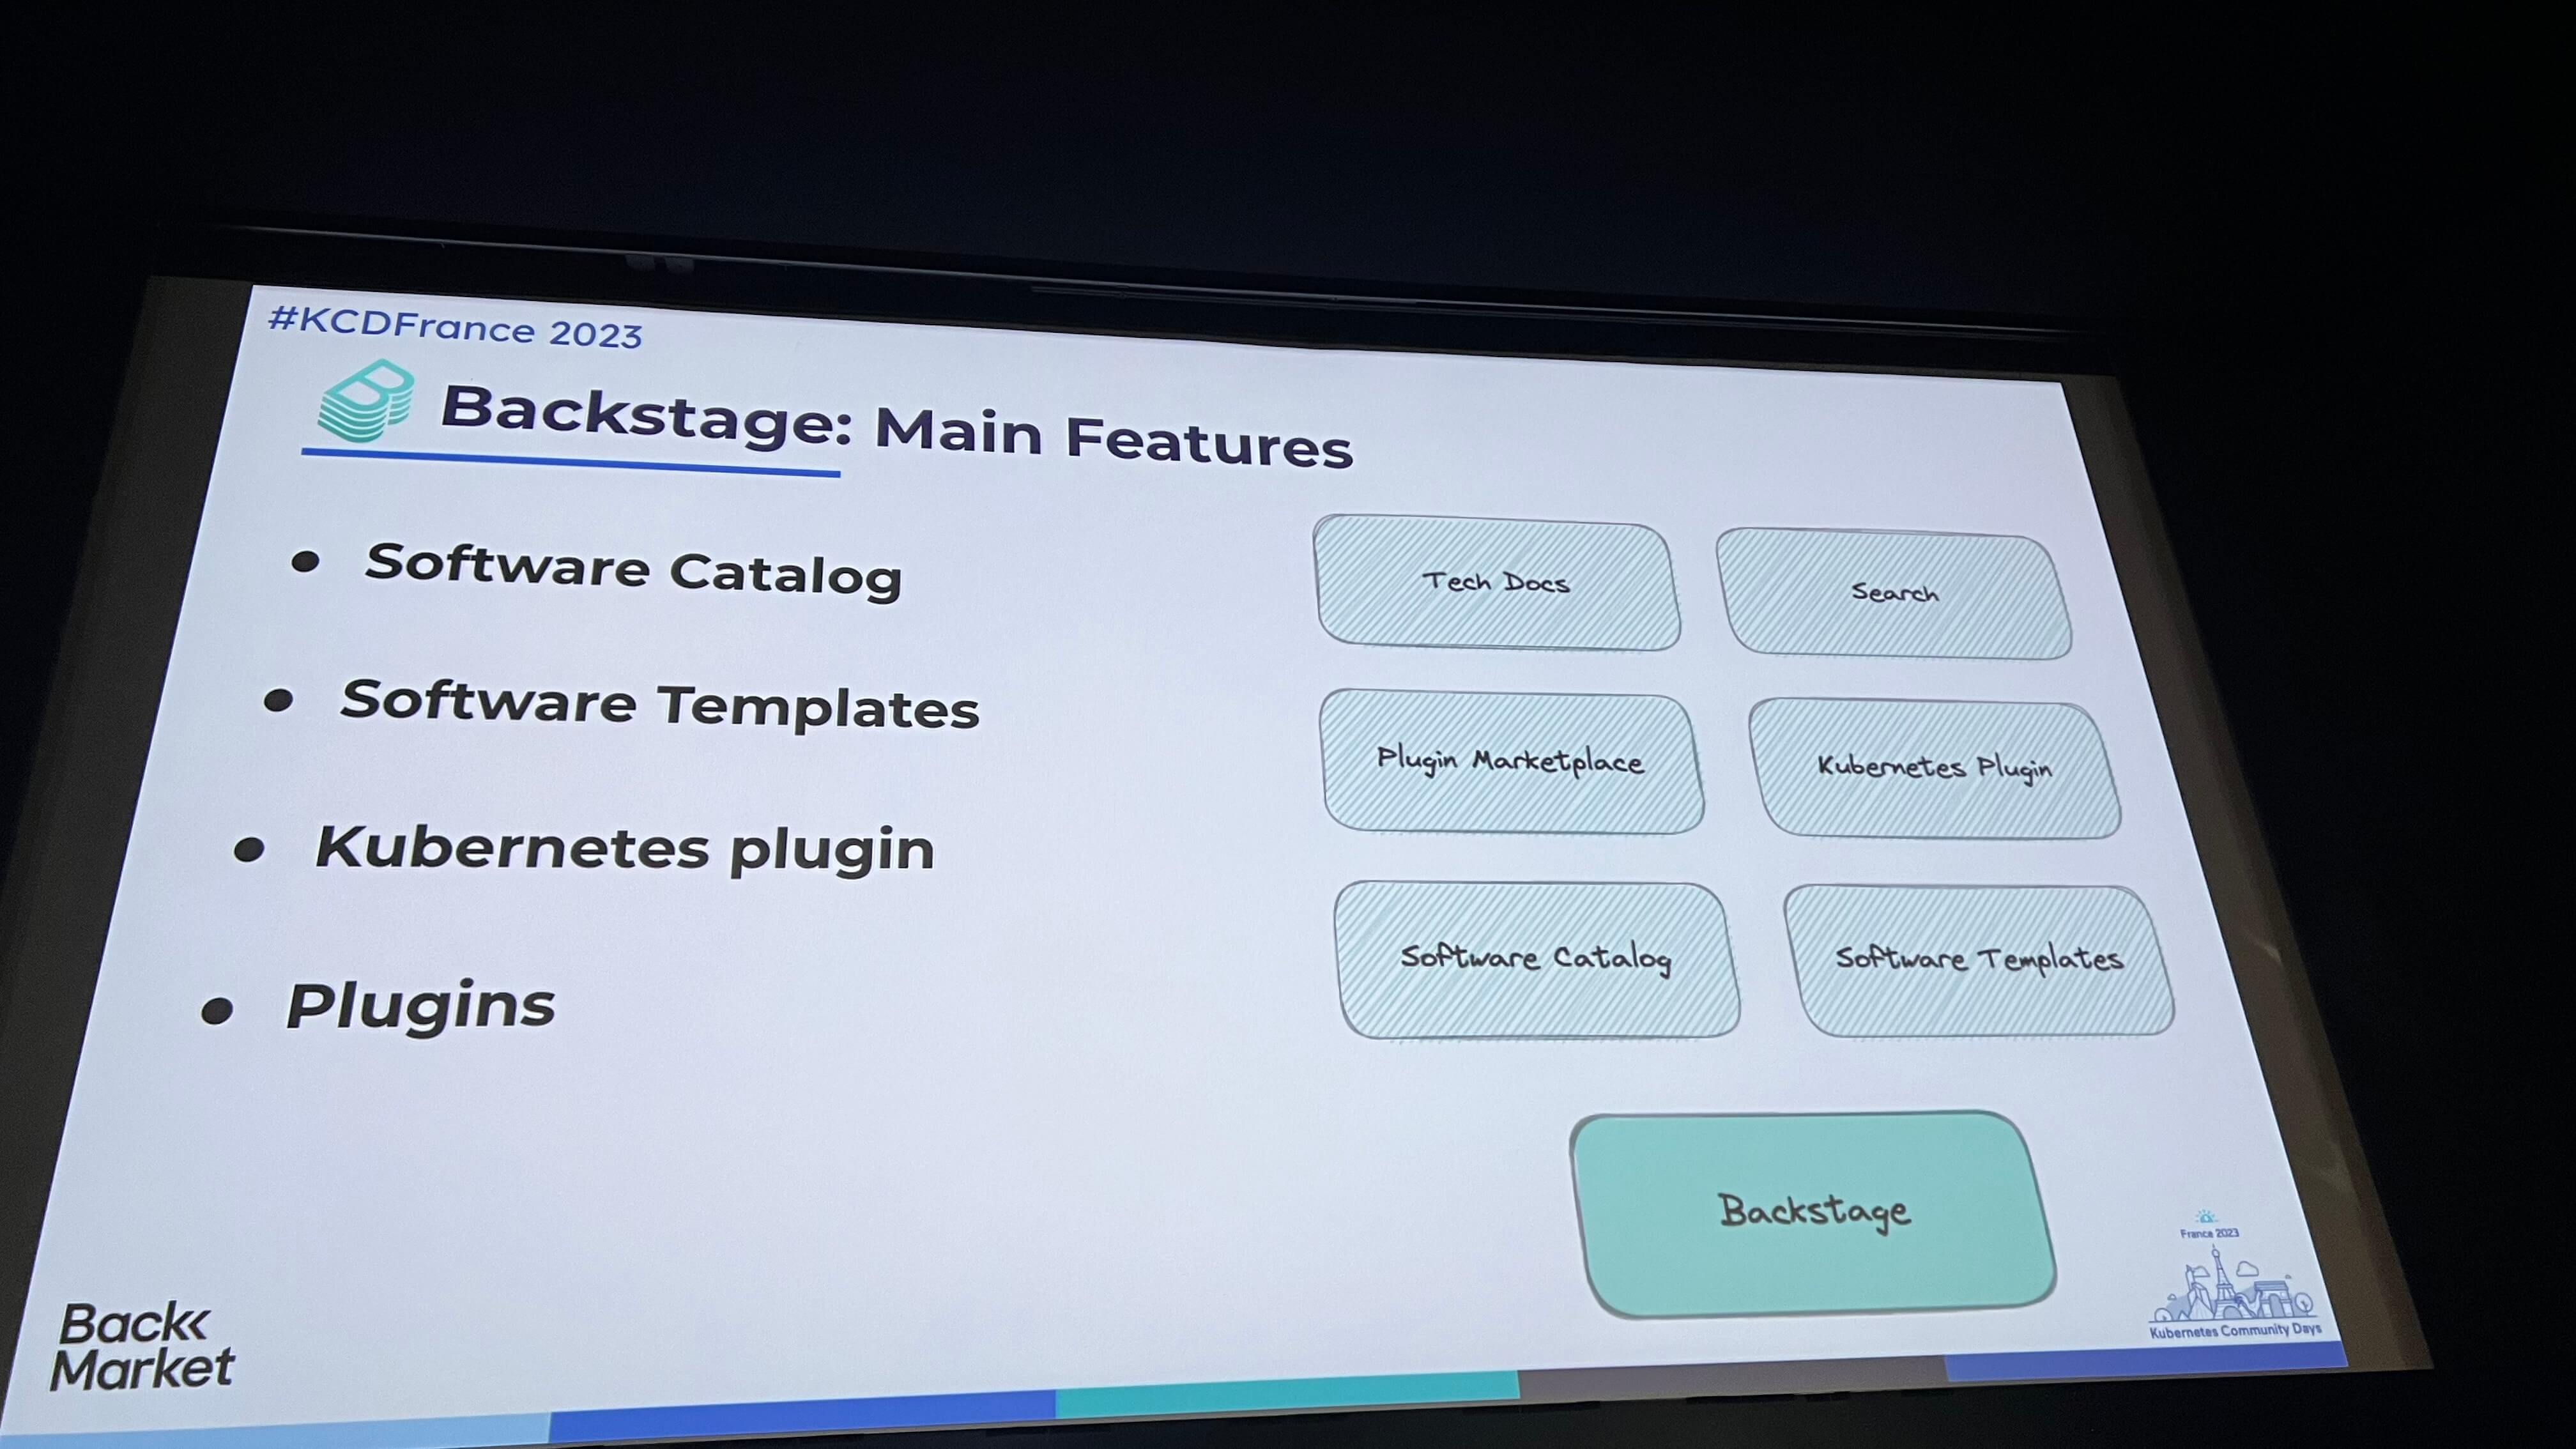 #KCDFrance 2023
Backstage: Main Features
Software Catalog
Software Templates
Kubernetes plugin
Plugins
Tech Docs
Search
Plugin Marketplace
Kubernetes Plugin
Software Catalog
Software Templates
Backstage
Back
Market
France 2023
Kubernetes Community Days